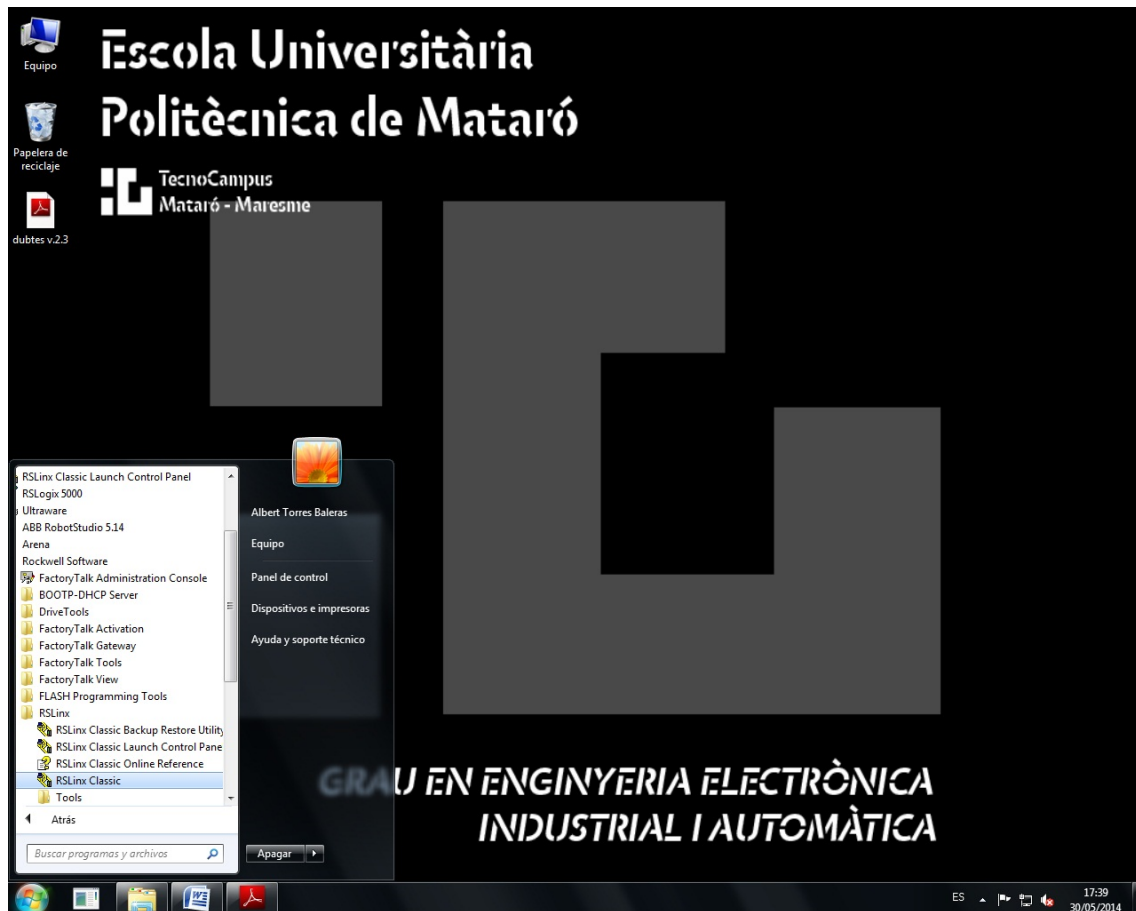 Equipo
Papelera de
reciclaje
dubtes v.2.3
Escola Universitària
Politècnica de Mataró
TecnoCampus
Mataró - Maresme
RSLinx Classic Launch Control Panel
RSLogix 5000
Ultraware
ABB RobotStudio 5.14
Arena
Rockwell Software
FactoryTalk Administration Console
BOOTP-DHCP Server
DriveTools
FactoryTalk Activation
FactoryTalk Gateway
FactoryTalk Tools
FactoryTalk View
FLASH Programming Tools
RSLinx
RSLinx Classic Backup Restore Utility
RSLinx Classic Launch Control Pane
RSLinx Classic Online Reference
RSLinx Classic
Tools
Atrás
Buscar programas y archivos
Albert Torres Baleras
Equipo
Panel de control
Dispositivos e impresoras
Ayuda y soporte técnico
Apagar
GRAU EN ENGINYERIA ELECTRÒNICA
INDUSTRIAL I AUTOMÀTICA
ES
17:39
30/05/2014